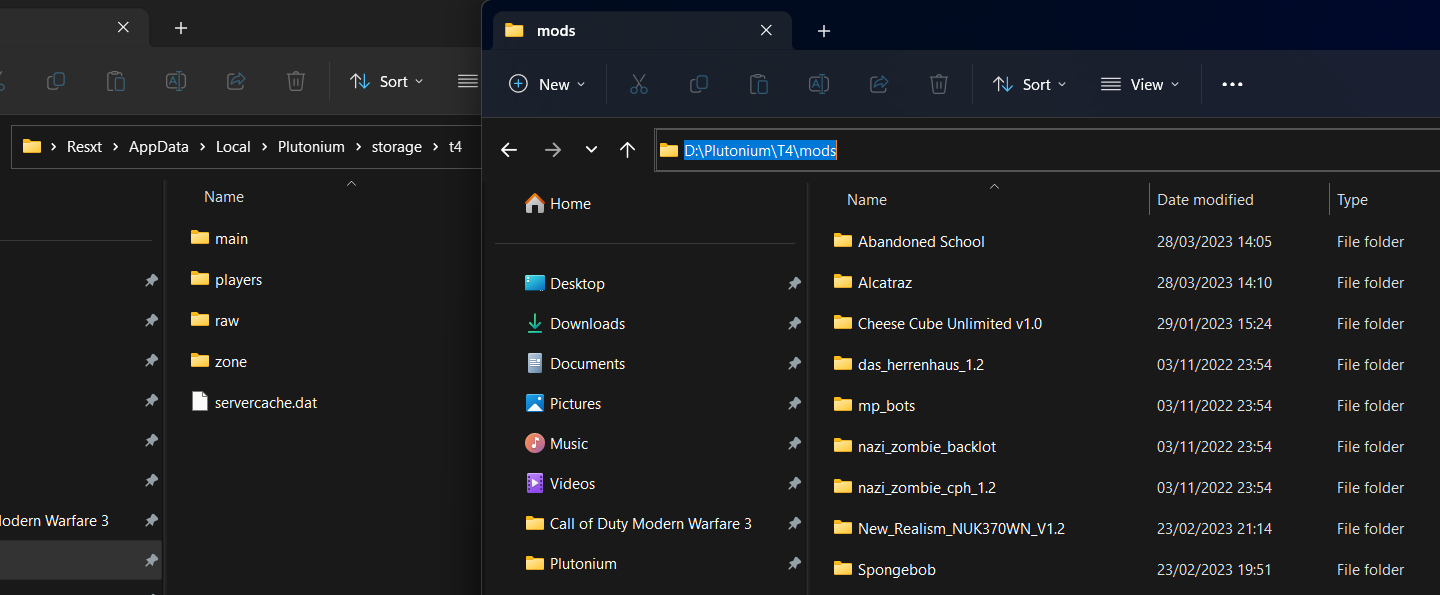 Sort
Resxt > AppData > Local > Plutonium > storage > t4
Name
main
players
raw
zone
servercache.dat
odern Warfare 3
mods
New
Sort
View
D:\Plutonium\T4\mods
Home
Desktop
Downloads
Documents
Pictures
Music
Videos
Call of Duty Modern Warfare 3
Plutonium
Name Date modified Type
Abandoned School 28/03/2023 14:05 File folder
Alcatraz 28/03/2023 14:10 File folder
Cheese Cube Unlimited v1.0 29/01/2023 15:24 File folder
das_herrenhaus_1.2 03/11/2022 23:54 File folder
mp_bots 03/11/2022 23:54 File folder
nazi_zombie_backlot 03/11/2022 23:54 File folder
nazi_zombie_cph_1.2 03/11/2022 23:54 File folder
New_Realism_NUK370WN_V1.2 23/02/2023 21:14 File folder
Spongebob 23/02/2023 19:51 File folder